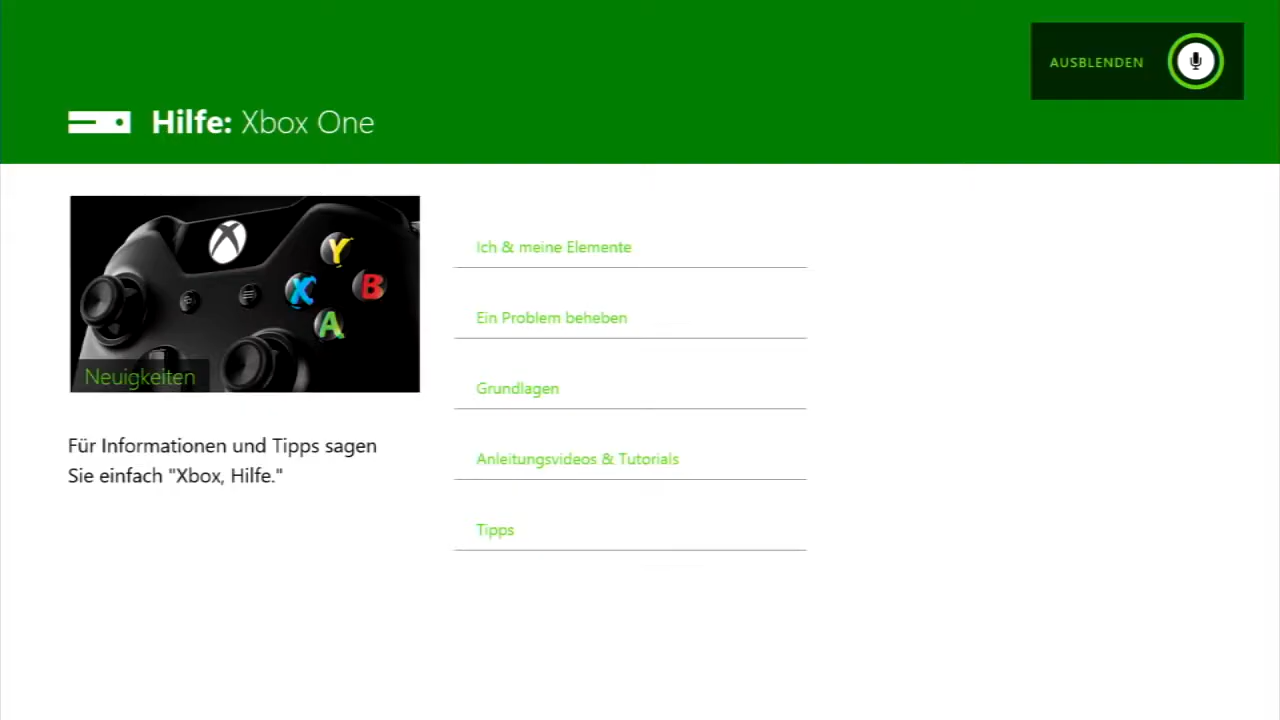 AUSBLENDEN
Hilfe: Xbox One
Y
X
B
A
Neuigkeiten
Für Informationen und Tipps sagen
Sie einfach "Xbox, Hilfe."
Ich & meine Elemente
Ein Problem beheben
Grundlagen
Anleitungsvideos & Tutorials
Tipps